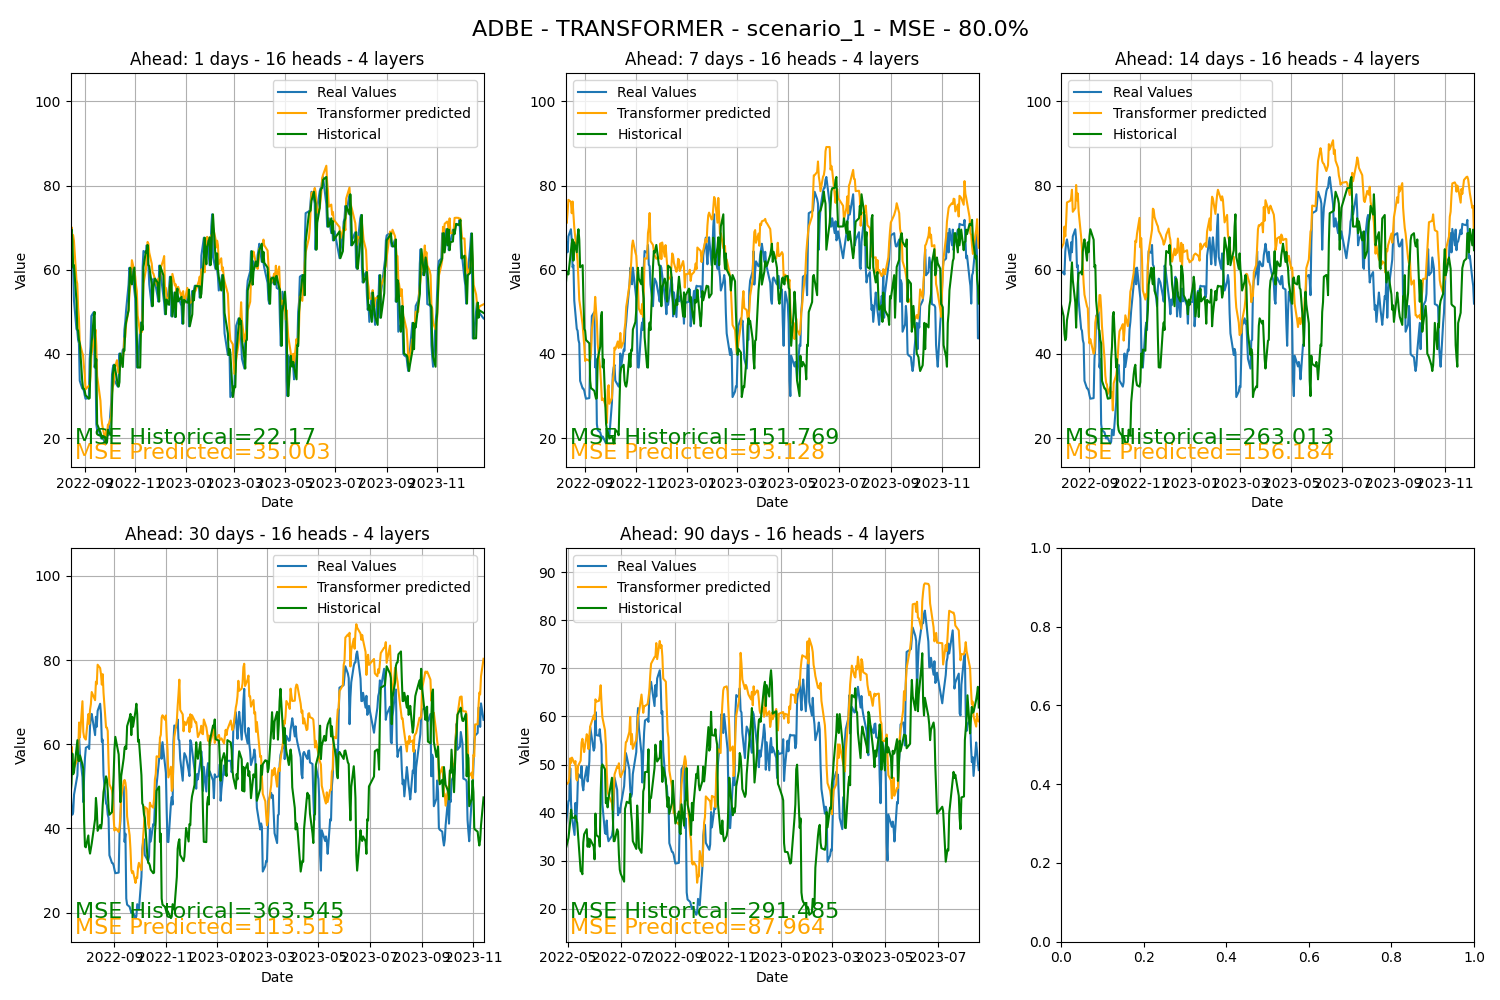 ADBE - TRANSFORMER - scenario_1 - MSE - 80.0%
Ahead: 1 days - 16 heads - 4 layers
Real Values
Transformer predicted
Historical
Value
100
80
60
40
20
MSE Historical=22.17
MSE Predicted=35.003
2022-09 2022-11 2023-01 2023-03 2023-05 2023-07 2023-09 2023-11
Date
Ahead: 7 days - 16 heads - 4 layers
Real Values
Transformer predicted
Historical
Value
100
80
60
40
20
MSE Historical=151.769
MSE Predicted=93.128
2022-09 2022-11 2023-01 2023-03 2023-05 2023-07 2023-09 2023-11
Date
Ahead: 14 days - 16 heads - 4 layers
Real Values
Transformer predicted
Historical
Value
100
80
60
40
20
MSE Historical=263.013
MSE Predicted=156.184
2022-09 2022-11 2023-01 2023-03 2023-05 2023-07 2023-09 2023-11
Date
Ahead: 30 days - 16 heads - 4 layers
Real Values
Transformer predicted
Historical
Value
100
80
60
40
20
MSE Historical=363.545
MSE Predicted=113.513
2022-09 2022-11 2023-01 2023-03 2023-05 2023-07 2023-09 2023-11
Date
Ahead: 90 days - 16 heads - 4 layers
Real Values
Transformer predicted
Historical
Value
90
80
70
60
50
40
30
20
MSE Historical=291.485
MSE Predicted=87.964
2022-05 2022-07 2022-09 2022-11 2023-01 2023-03 2023-05 2023-07
Date
1.0
0.8
0.6
0.4
0.2
0.0
0.0 0.2 0.4 0.6 0.8 1.0